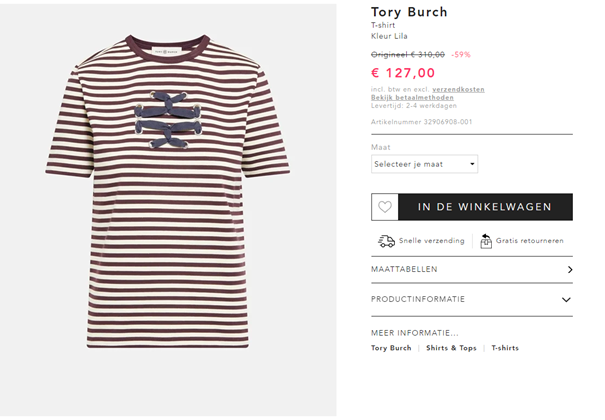 TORY BURCH
Tory Burch
T-shirt
Kleur Lila
Origineel € 310,00 -59%
€ 127,00
incl. btw en excl. verzendkosten
Bekijk betaalmethoden
Levertijd: 2-4 werkdagen
Artikelnummer 32906908-001
Maat
Selecteer je maat
IN DE WINKELWAGEN
Snelle verzending
Gratis retourneren
MAATTABELLEN
PRODUCTINFORMATIE
MEER INFORMATIE...
Tory Burch | Shirts & Tops | T-shirts